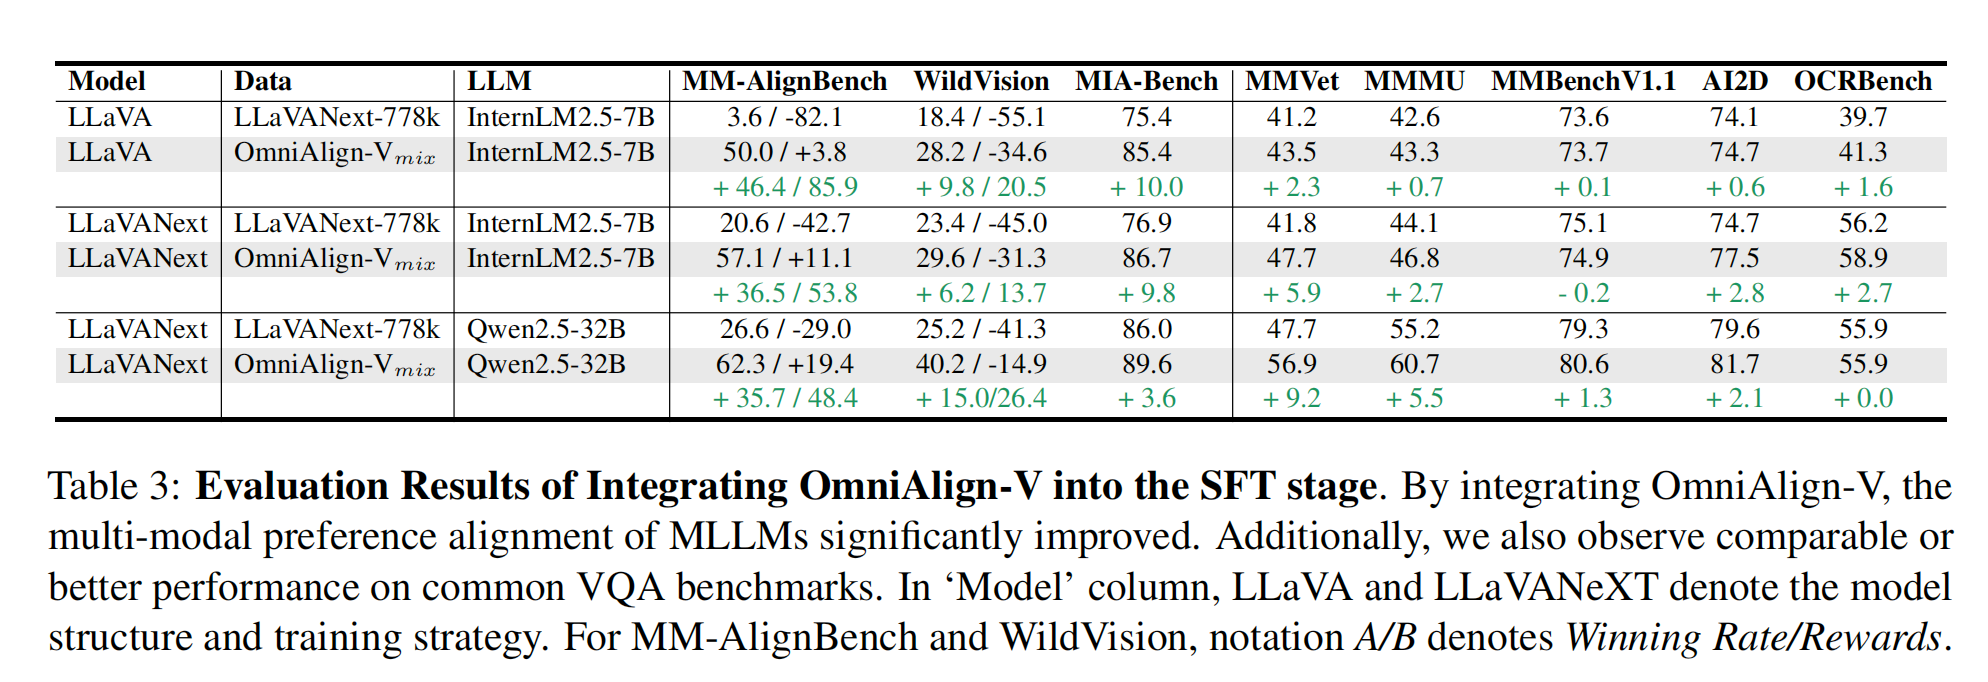 Model Data LLM MM-AlignBench WildVision MIA-Bench MMVet MMMU MMBenchV1.1 AI2D OCRBench
LLaVA LLaVANext-778k InternLM2.5-7B 3.6 / -82.1 18.4 / -55.1 75.4 41.2 42.6 73.6 74.1 39.7
LLaVA OmniAlign-Vmix InternLM2.5-7B 50.0 / +3.8 28.2 / -34.6 85.4 43.5 43.3 73.7 74.7 41.3
+ 46.4 / 85.9 + 9.8 / 20.5 + 10.0 + 2.3 + 0.7 + 0.1 + 0.6 + 1.6
LLaVANext LLaVANext-778k InternLM2.5-7B 20.6 / -42.7 23.4 / -45.0 76.9 41.8 44.1 75.1 74.7 56.2
LLaVANext OmniAlign-Vmix InternLM2.5-7B 57.1 / +11.1 29.6 / -31.3 86.7 47.7 46.8 74.9 77.5 58.9
+ 36.5 / 53.8 + 6.2 / 13.7 + 9.8 + 5.9 + 2.7 - 0.2 + 2.8 + 2.7
LLaVANext LLaVANext-778k Qwen2.5-32B 26.6 / -29.0 25.2 / -41.3 86.0 47.7 55.2 79.3 79.6 55.9
LLaVANext OmniAlign-Vmix Qwen2.5-32B 62.3 / +19.4 40.2 / -14.9 89.6 56.9 60.7 80.6 81.7 55.9
+ 35.7 / 48.4 + 15.0/26.4 + 3.6 + 9.2 + 5.5 + 1.3 + 2.1 + 0.0
Table 3: Evaluation Results of Integrating OmniAlign-V into the SFT stage. By integrating OmniAlign-V, the
multi-modal preference alignment of MLLMs significantly improved. Additionally, we also observe comparable or
better performance on common VQA benchmarks. In ‘Model’ column, LLaVA and LLaVANeXT denote the model
structure and training strategy. For MM-AlignBench and WildVision, notation A/B denotes Winning Rate/Rewards.